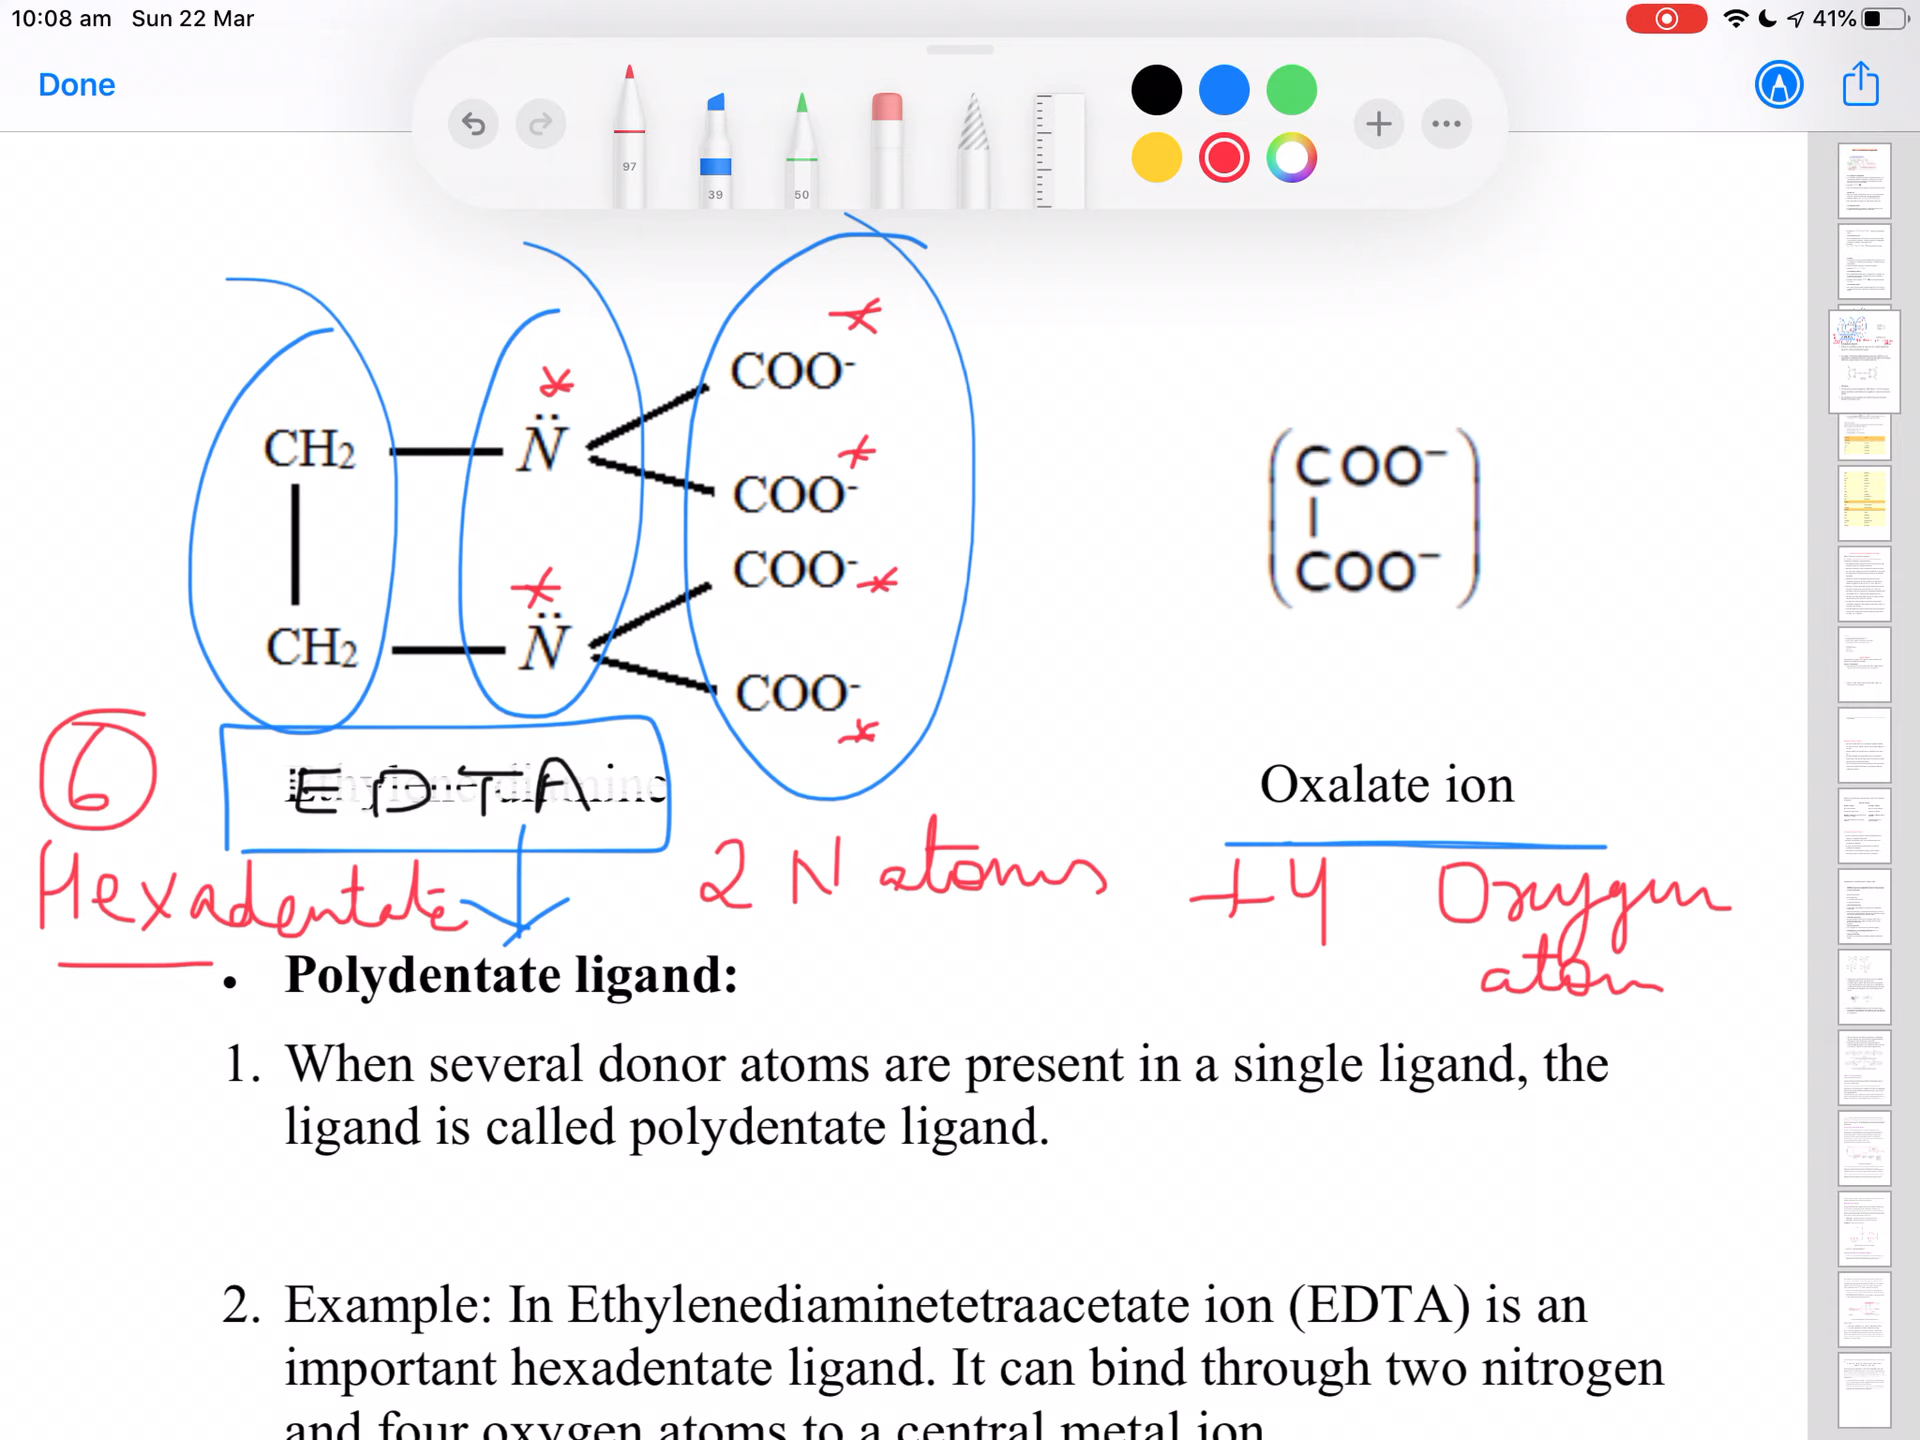 10:08 am Sun 22 Mar 41%
Done
97
39
50
COO-
CH2 N COO-
COO-
CH2 N COO-
COO-
COO-
6
EDTA
Oxalate ion
Hexadentate 2 N atoms +4 Oxygen
atom
• Polydentate ligand:
1. When several donor atoms are present in a single ligand, the
ligand is called polydentate ligand.
2. Example: In Ethylenediaminetetraacetate ion (EDTA) is an
important hexadentate ligand. It can bind through two nitrogen
and four oxygen atoms to a central metal ion.